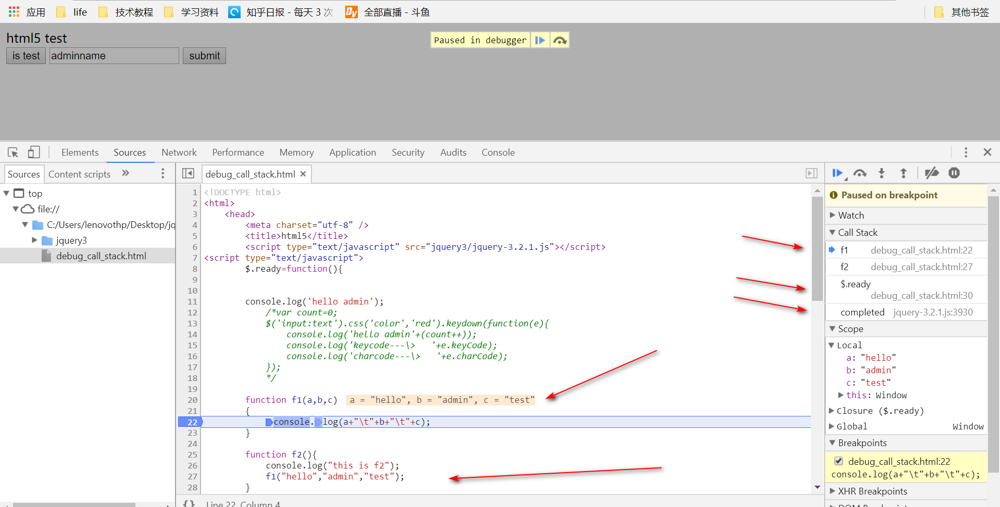 应用 life 技术教程 学习资料 知乎日报 - 每天 3 次 全部直播 - 斗鱼 其他书签
html5 test
Paused in debugger
is test adminname submit
Elements Sources Network Performance Memory Application Security Audits Console
Sources Content scripts »
top
file://
C:/Users/lenovothp/Desktop/jq
jquery3
debug_call_stack.html
debug_call_stack.html ×
1 <!DOCTYPE html>
2 <html>
3 <head>
4 <meta charset="utf-8" />
5 <title>html5</title>
6 <script type="text/javascript" src="jquery3/jquery-3.2.1.js"></script>
7 <script type="text/javascript">
8 $.ready=function(){
9
10
11 console.log('hello admin');
12 /*var count=0;
13 $('input:text').css('color','red').keydown(function(e){
14 console.log('hello admin'+(count++));
15 console.log('keycode---\>   '+e.keyCode);
16 console.log('charcode---\>   '+e.charCode);
17 });
18 */
19
20 function f1(a,b,c) a = "hello", b = "admin", c = "test"
21 {
22 console.log(a+"\t"+b+"\t"+c);
23 }
24
25 function f2(){
26 console.log("this is f2");
27 f1("hello","admin","test");
28 }
{} Line 22, Column 4
Paused on breakpoint
Watch
Call Stack
f1 debug_call_stack.html:22
f2 debug_call_stack.html:27
$.ready
debug_call_stack.html:30
completed jquery-3.2.1.js:3930
Scope
Local
a: "hello"
b: "admin"
c: "test"
this: Window
Closure ($.ready)
Global Window
Breakpoints
debug_call_stack.html:22
console.log(a+"\t"+b+"\t"+c);
XHR Breakpoints